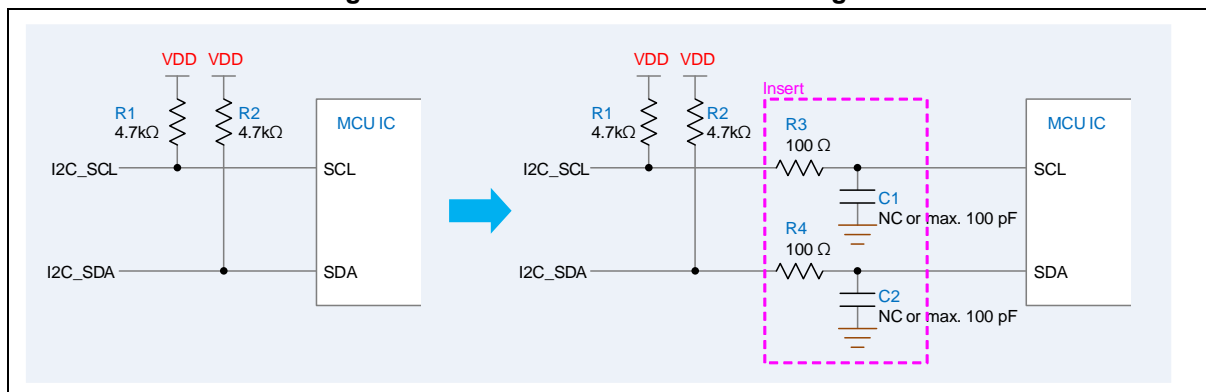 VDD VDD
R1
4.7kΩ
R2
4.7kΩ
MCU IC
I2C_SCL
SCL
I2C_SDA
SDA
VDD VDD
R1
4.7kΩ
R2
4.7kΩ
Insert
R3
100 Ω
MCU IC
I2C_SCL
SCL
C1
NC or max. 100 pF
R4
100 Ω
I2C_SDA
SDA
C2
NC or max. 100 pF